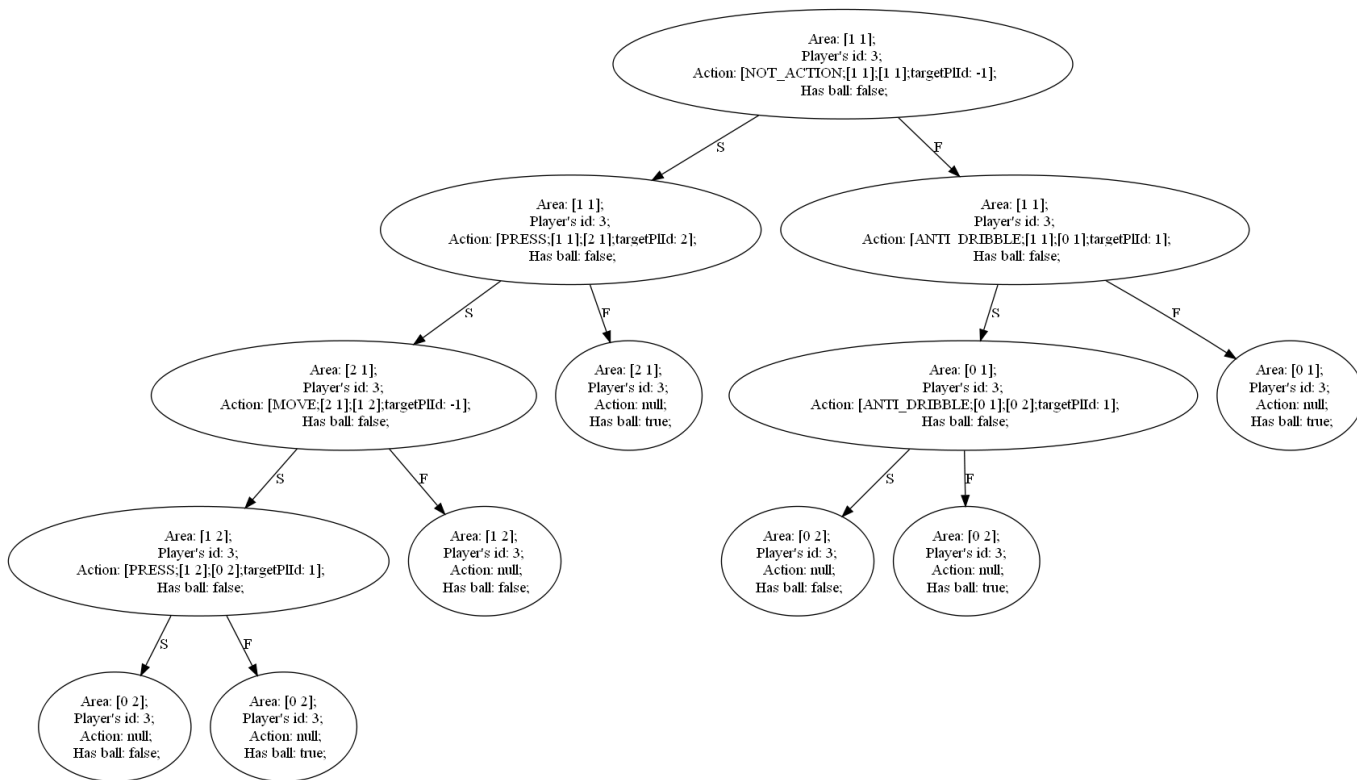 Area: [1 1];
Player's id: 3;
Action: [NOT_ACTION;[1 1];[1 1];targetPlId: -1];
Has ball: false;
S
F
Area: [1 1];
Player's id: 3;
Action: [PRESS;[1 1];[2 1];targetPlId: 2];
Has ball: false;
Area: [1 1];
Player's id: 3;
Action: [ANTI_DRIBBLE;[1 1];[0 1];targetPlId: 1];
Has ball: false;
S
F
S
F
Area: [2 1];
Player's id: 3;
Action: [MOVE;[2 1];[1 2];targetPlId: -1];
Has ball: false;
Area: [2 1];
Player's id: 3;
Action: null;
Has ball: true;
Area: [0 1];
Player's id: 3;
Action: [ANTI_DRIBBLE;[0 1];[0 2];targetPlId: 1];
Has ball: false;
Area: [0 1];
Player's id: 3;
Action: null;
Has ball: true;
S
F
S
F
Area: [1 2];
Player's id: 3;
Action: [PRESS;[1 2];[0 2];targetPlId: 1];
Has ball: false;
Area: [1 2];
Player's id: 3;
Action: null;
Has ball: false;
Area: [0 2];
Player's id: 3;
Action: null;
Has ball: false;
Area: [0 2];
Player's id: 3;
Action: null;
Has ball: true;
S
F
Area: [0 2];
Player's id: 3;
Action: null;
Has ball: false;
Area: [0 2];
Player's id: 3;
Action: null;
Has ball: true;